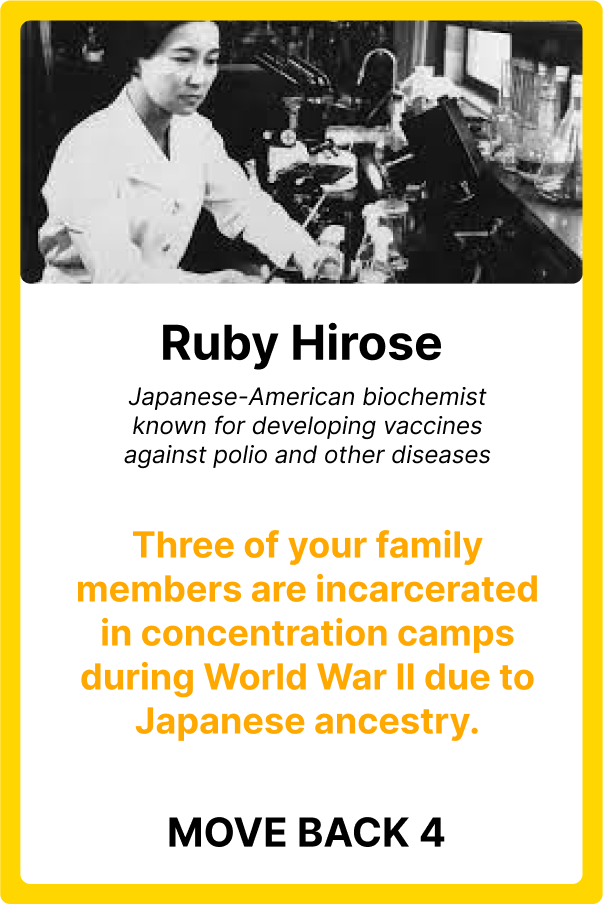 Ruby Hirose
Japanese-American biochemist
known for developing vaccines
against polio and other diseases
Three of your family
members are incarcerated
in concentration camps
during World War II due to
Japanese ancestry.
MOVE BACK 4